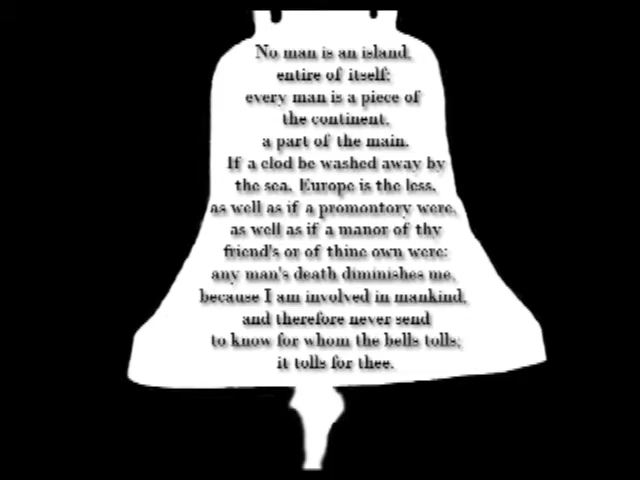 No man is an island,
entire of itself;
every man is a piece of
the continent,
a part of the main.
If a clod be washed away by
the sea, Europe is the less,
as well as if a promontory were,
as well as if a manor of thy
friend's or of thine own were:
any man's death diminishes me,
because I am involved in mankind,
and therefore never send
to know for whom the bells tolls;
it tolls for thee.